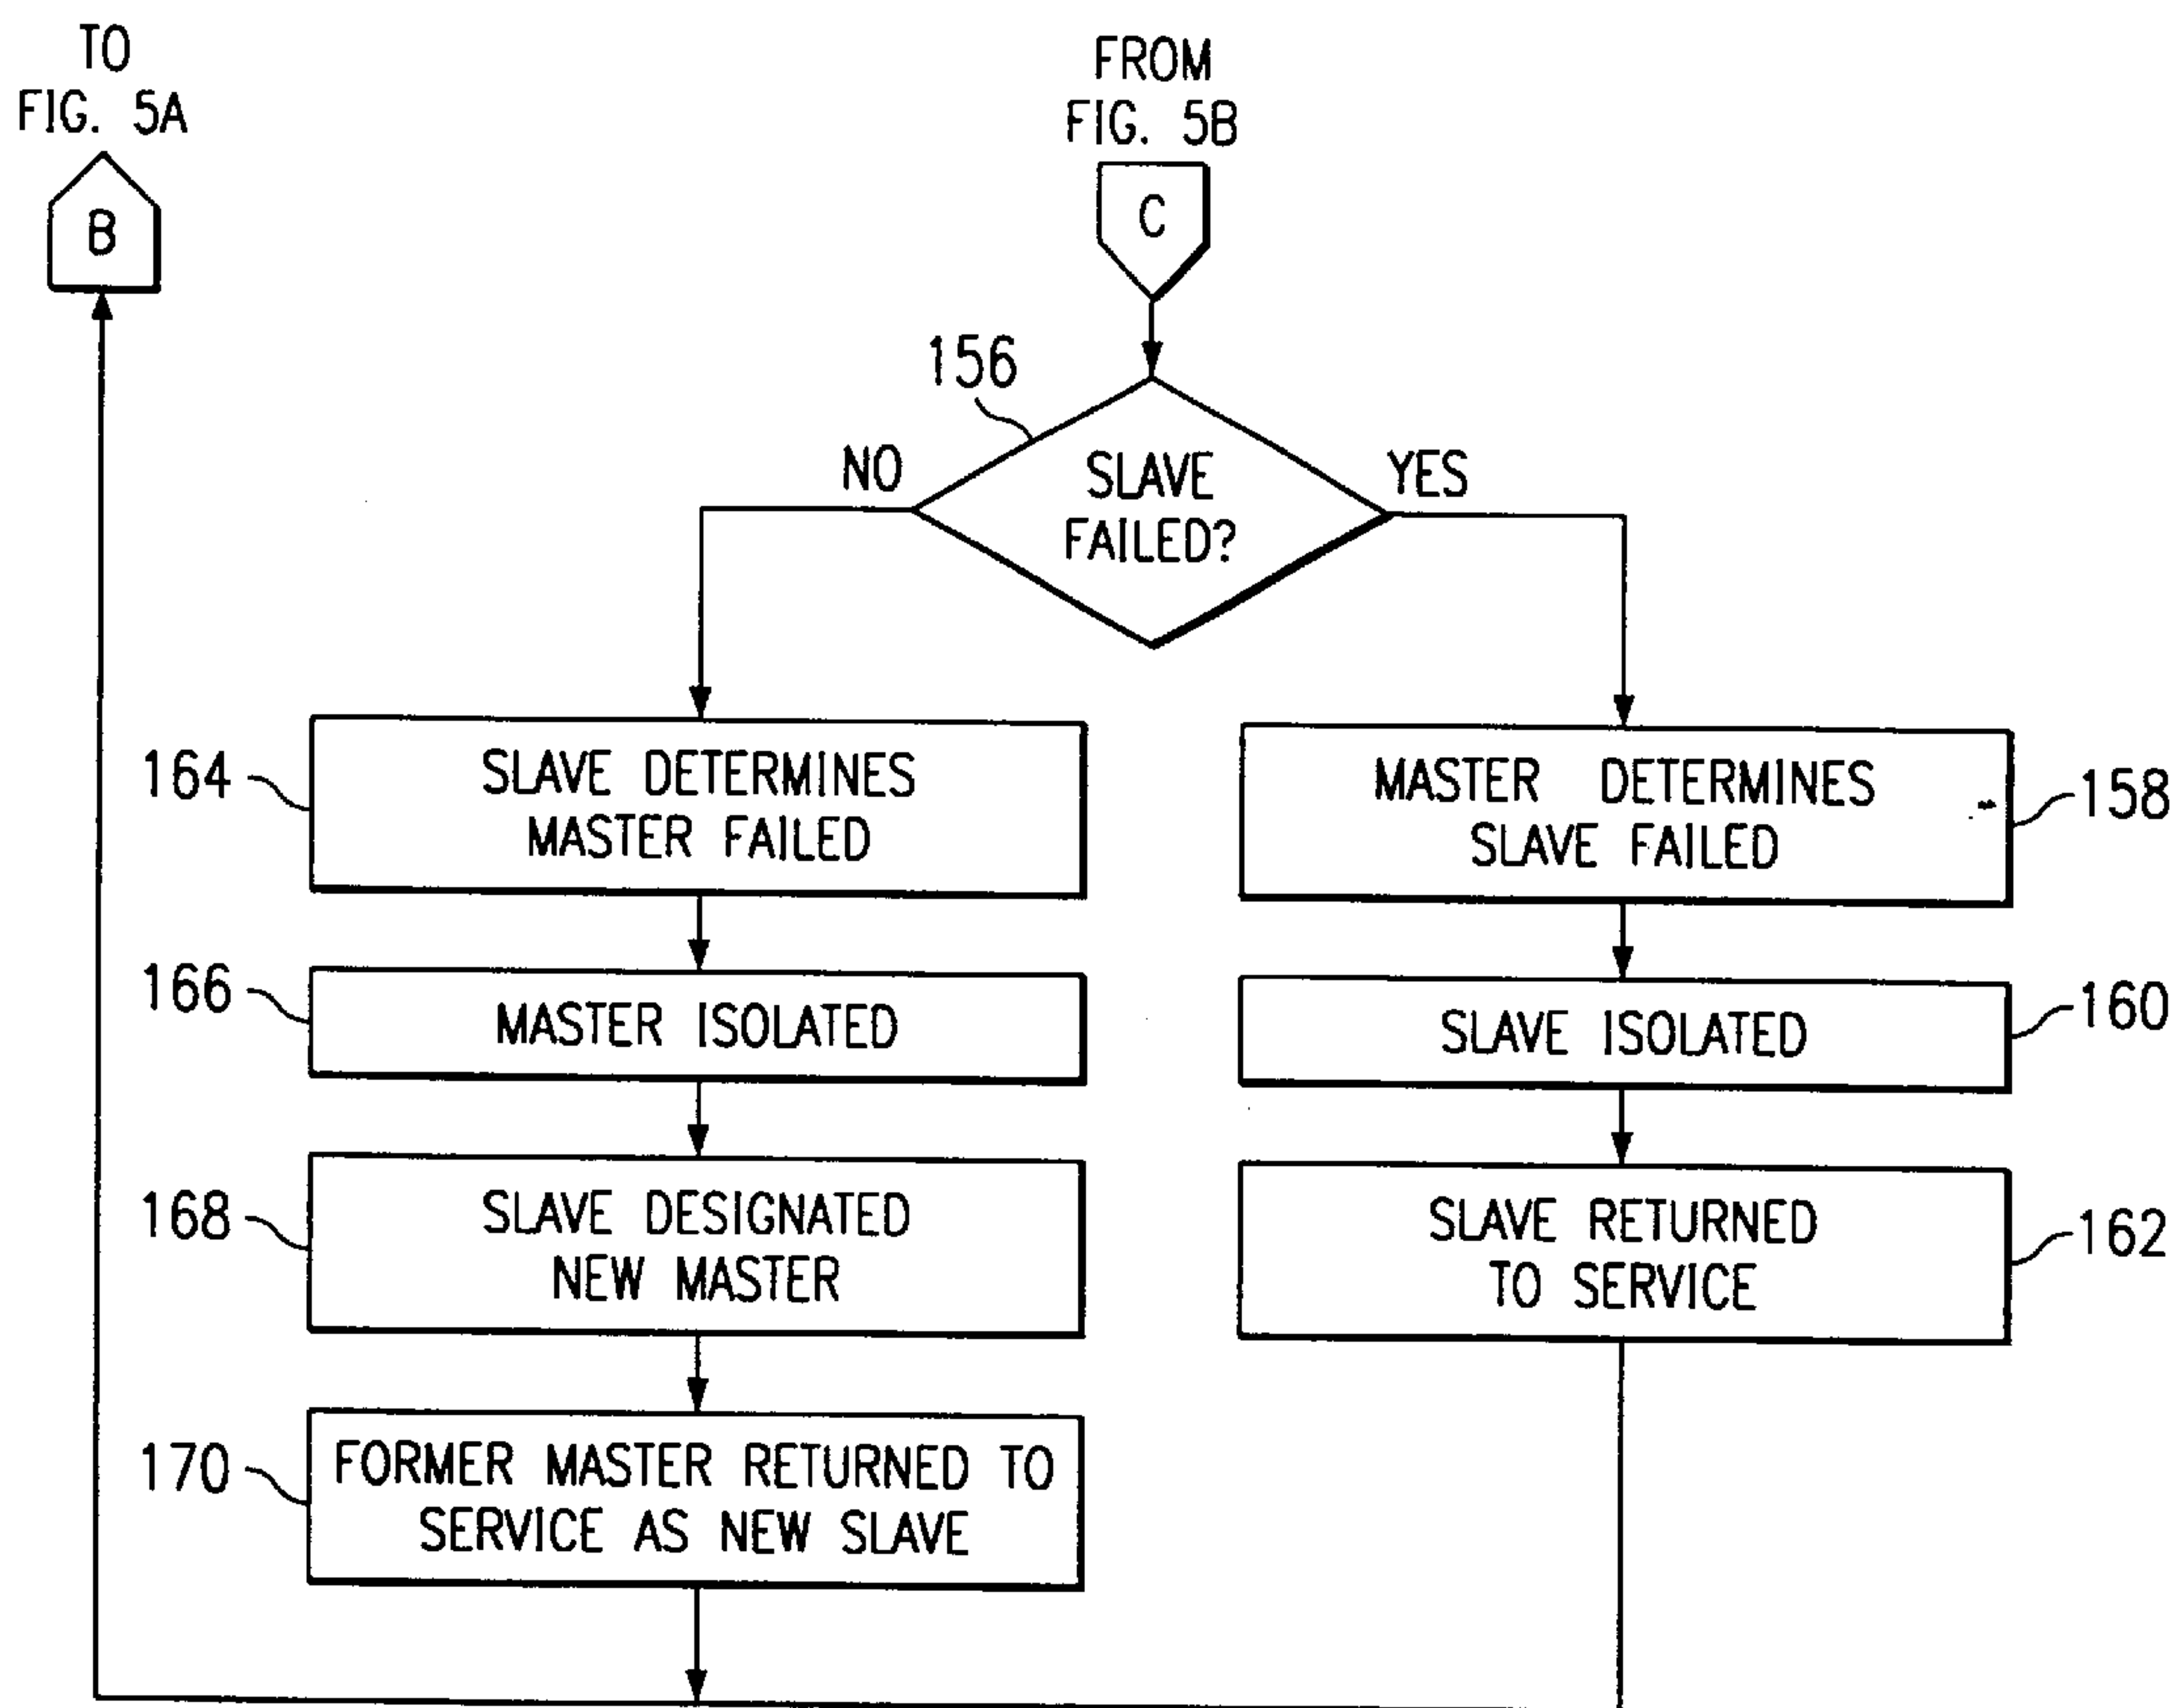 TO
FIG. 5A
B
FROM
FIG. 5B
C
156
NO
SLAVE
FAILED?
YES
164
SLAVE DETERMINES
MASTER FAILED
MASTER DETERMINES
SLAVE FAILED
158
166
MASTER ISOLATED
SLAVE ISOLATED
160
168
SLAVE DESIGNATED
NEW MASTER
SLAVE RETURNED
TO SERVICE
162
170
FORMER MASTER RETURNED TO
SERVICE AS NEW SLAVE